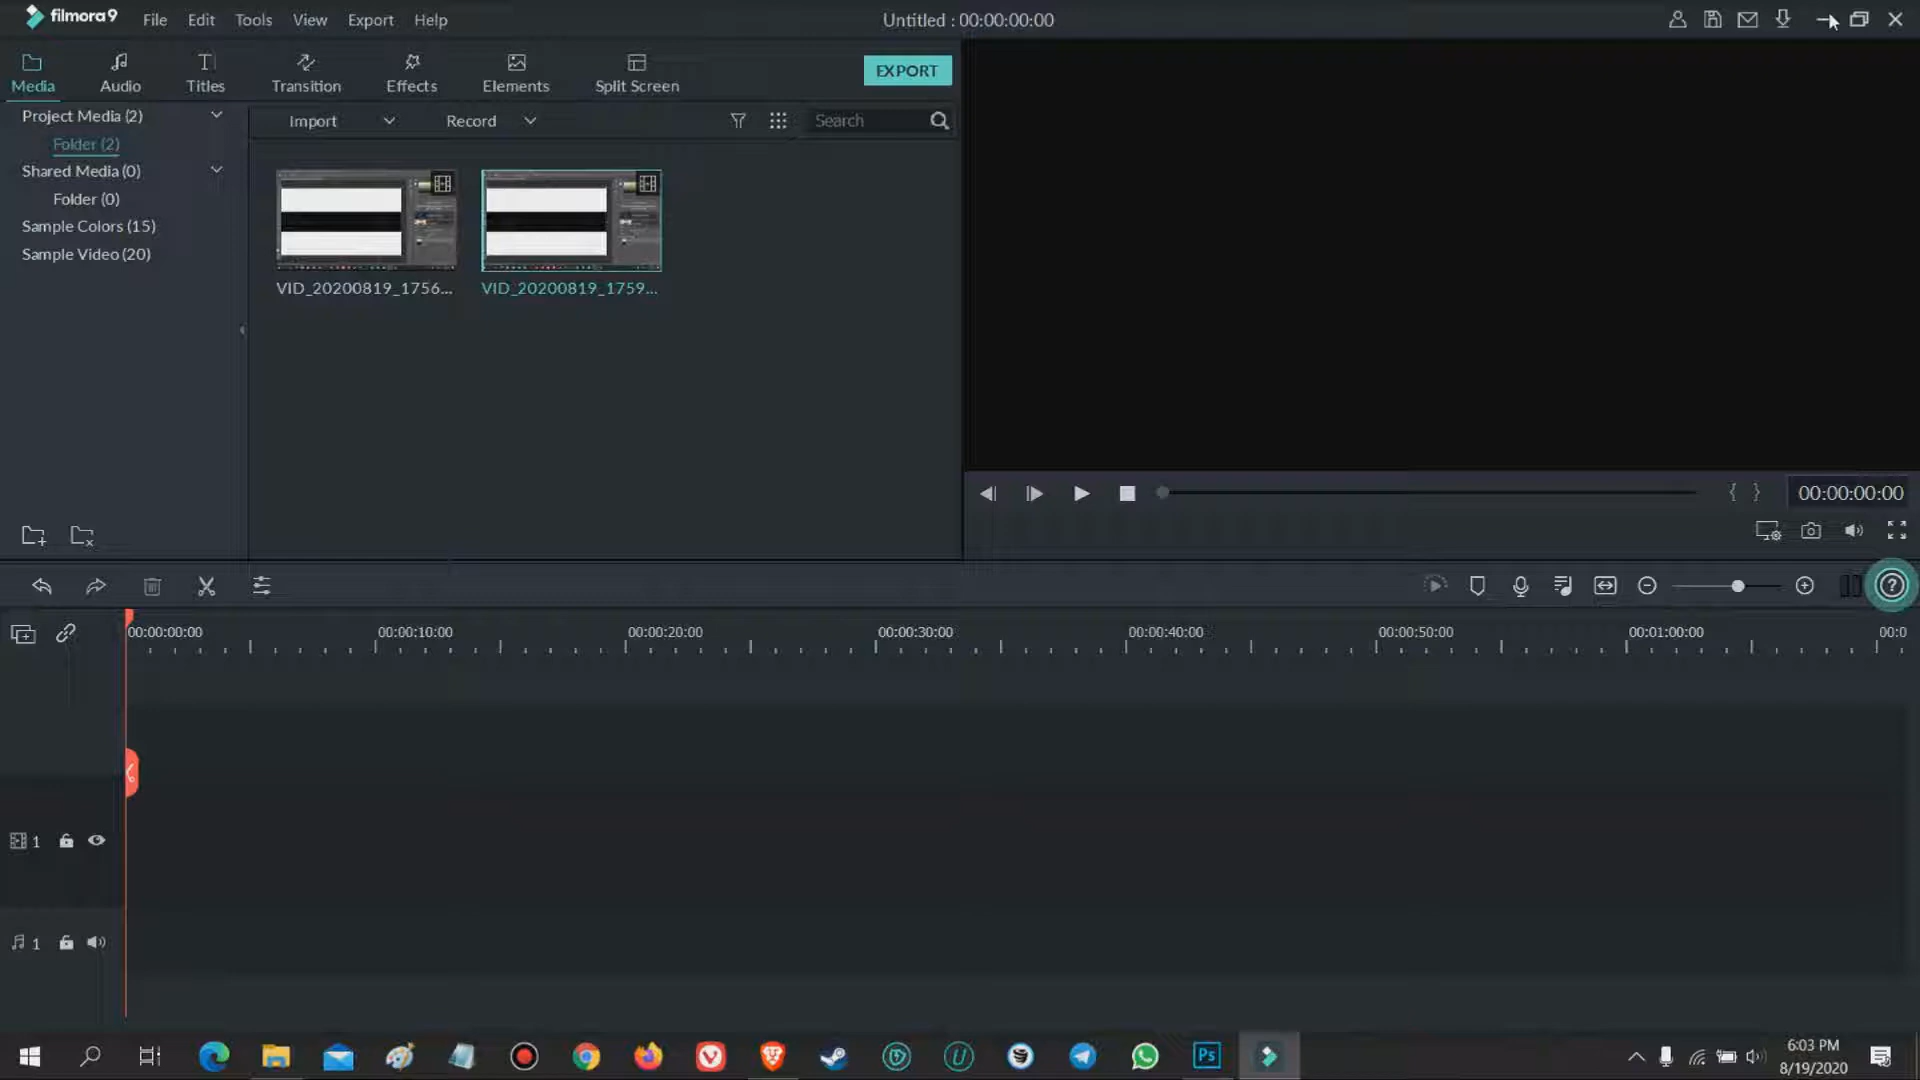 filmora9 File Edit Tools View Export Help Untitled : 00:00:00:00
Media Audio Titles Transition Effects Elements Split Screen EXPORT
Project Media (2)
Folder (2)
Shared Media (0)
Folder (0)
Sample Colors (15)
Sample Video (20)
Import Record Search
VID_20200819_1756... VID_20200819_1759...
00:00:00:00
00:00:00:00 00:00:10:00 00:00:20:00 00:00:30:00 00:00:40:00 00:00:50:00 00:01:00:00 00:0
1
1
Ps
6:03 PM
8/19/2020